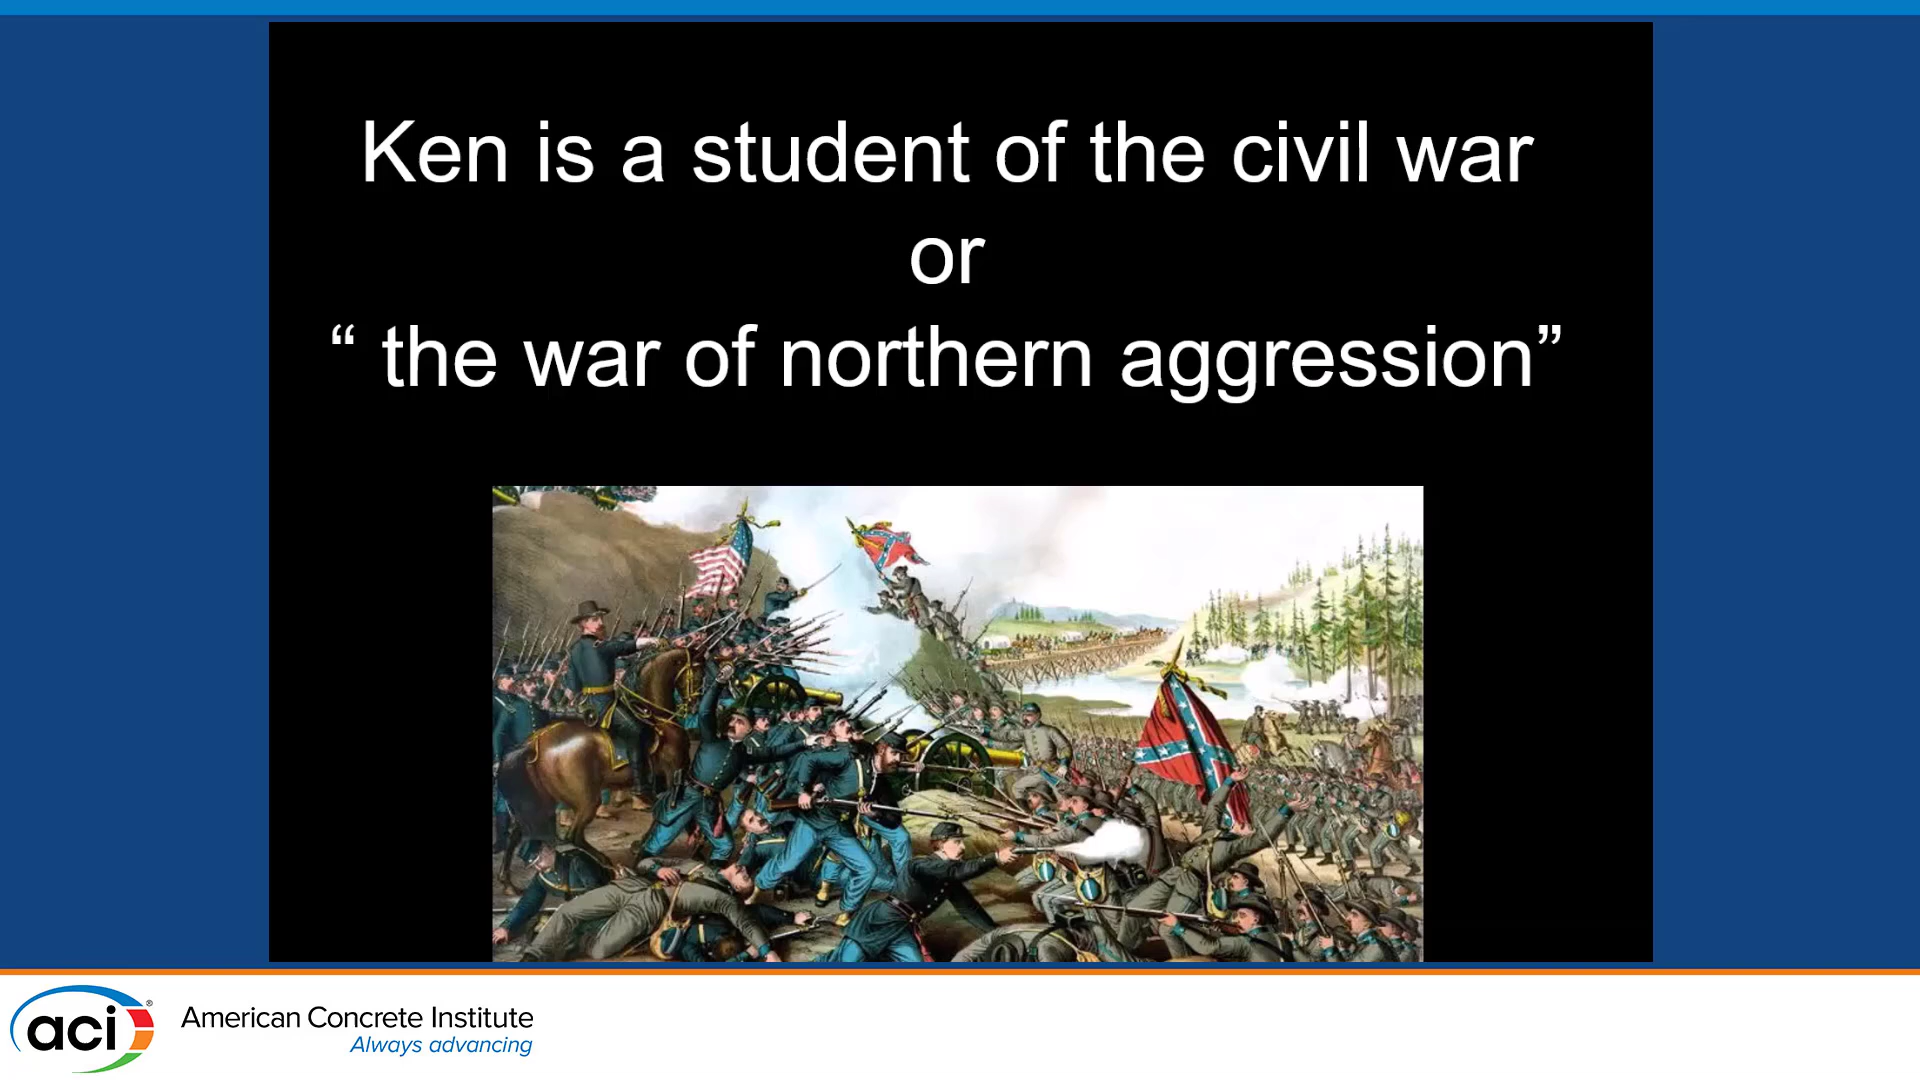 Ken is a student of the civil war
or
“ the war of northern aggression”
aci®
American Concrete Institute
Always advancing